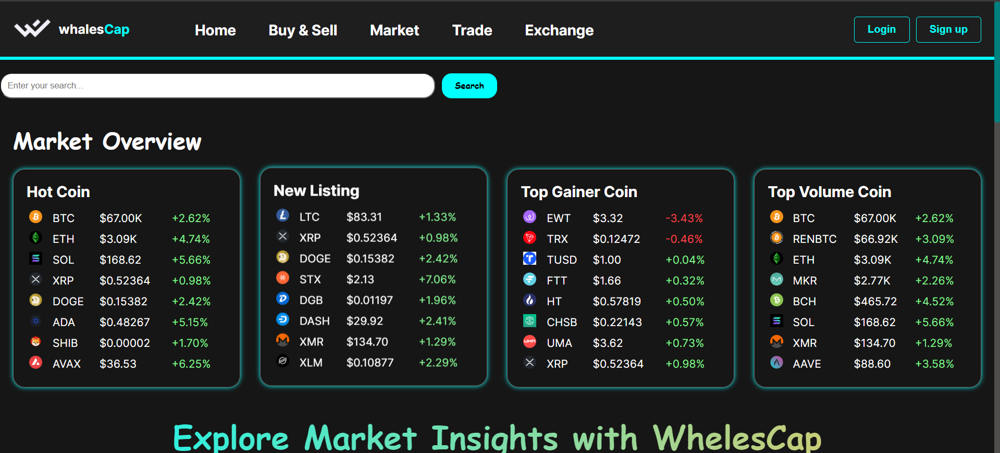 whalesCap Home Buy & Sell Market Trade Exchange Login Sign up
Enter your search... Search
Market Overview
Hot Coin
BTC $67.00K +2.62%
ETH $3.09K +4.74%
SOL $168.62 +5.66%
XRP $0.52364 +0.98%
DOGE $0.15382 +2.42%
ADA $0.48267 +5.15%
SHIB $0.00002 +1.70%
AVAX $36.53 +6.25%
New Listing
LTC $83.31 +1.33%
XRP $0.52364 +0.98%
DOGE $0.15382 +2.42%
STX $2.13 +7.06%
DGB $0.01197 +1.96%
DASH $29.92 +2.41%
XMR $134.70 +1.29%
XLM $0.10877 +2.29%
Top Gainer Coin
EWT $3.32 -3.43%
TRX $0.12472 -0.46%
TUSD $1.00 +0.04%
FTT $1.66 +0.32%
HT $0.57819 +0.50%
CHSB $0.22143 +0.57%
UMA $3.62 +0.73%
XRP $0.52364 +0.98%
Top Volume Coin
BTC $67.00K +2.62%
RENBTC $66.92K +3.09%
ETH $3.09K +4.74%
MKR $2.77K +2.26%
BCH $465.72 +4.52%
SOL $168.62 +5.66%
XMR $134.70 +1.29%
AAVE $88.60 +3.58%
Explore Market Insights with WhelesCap